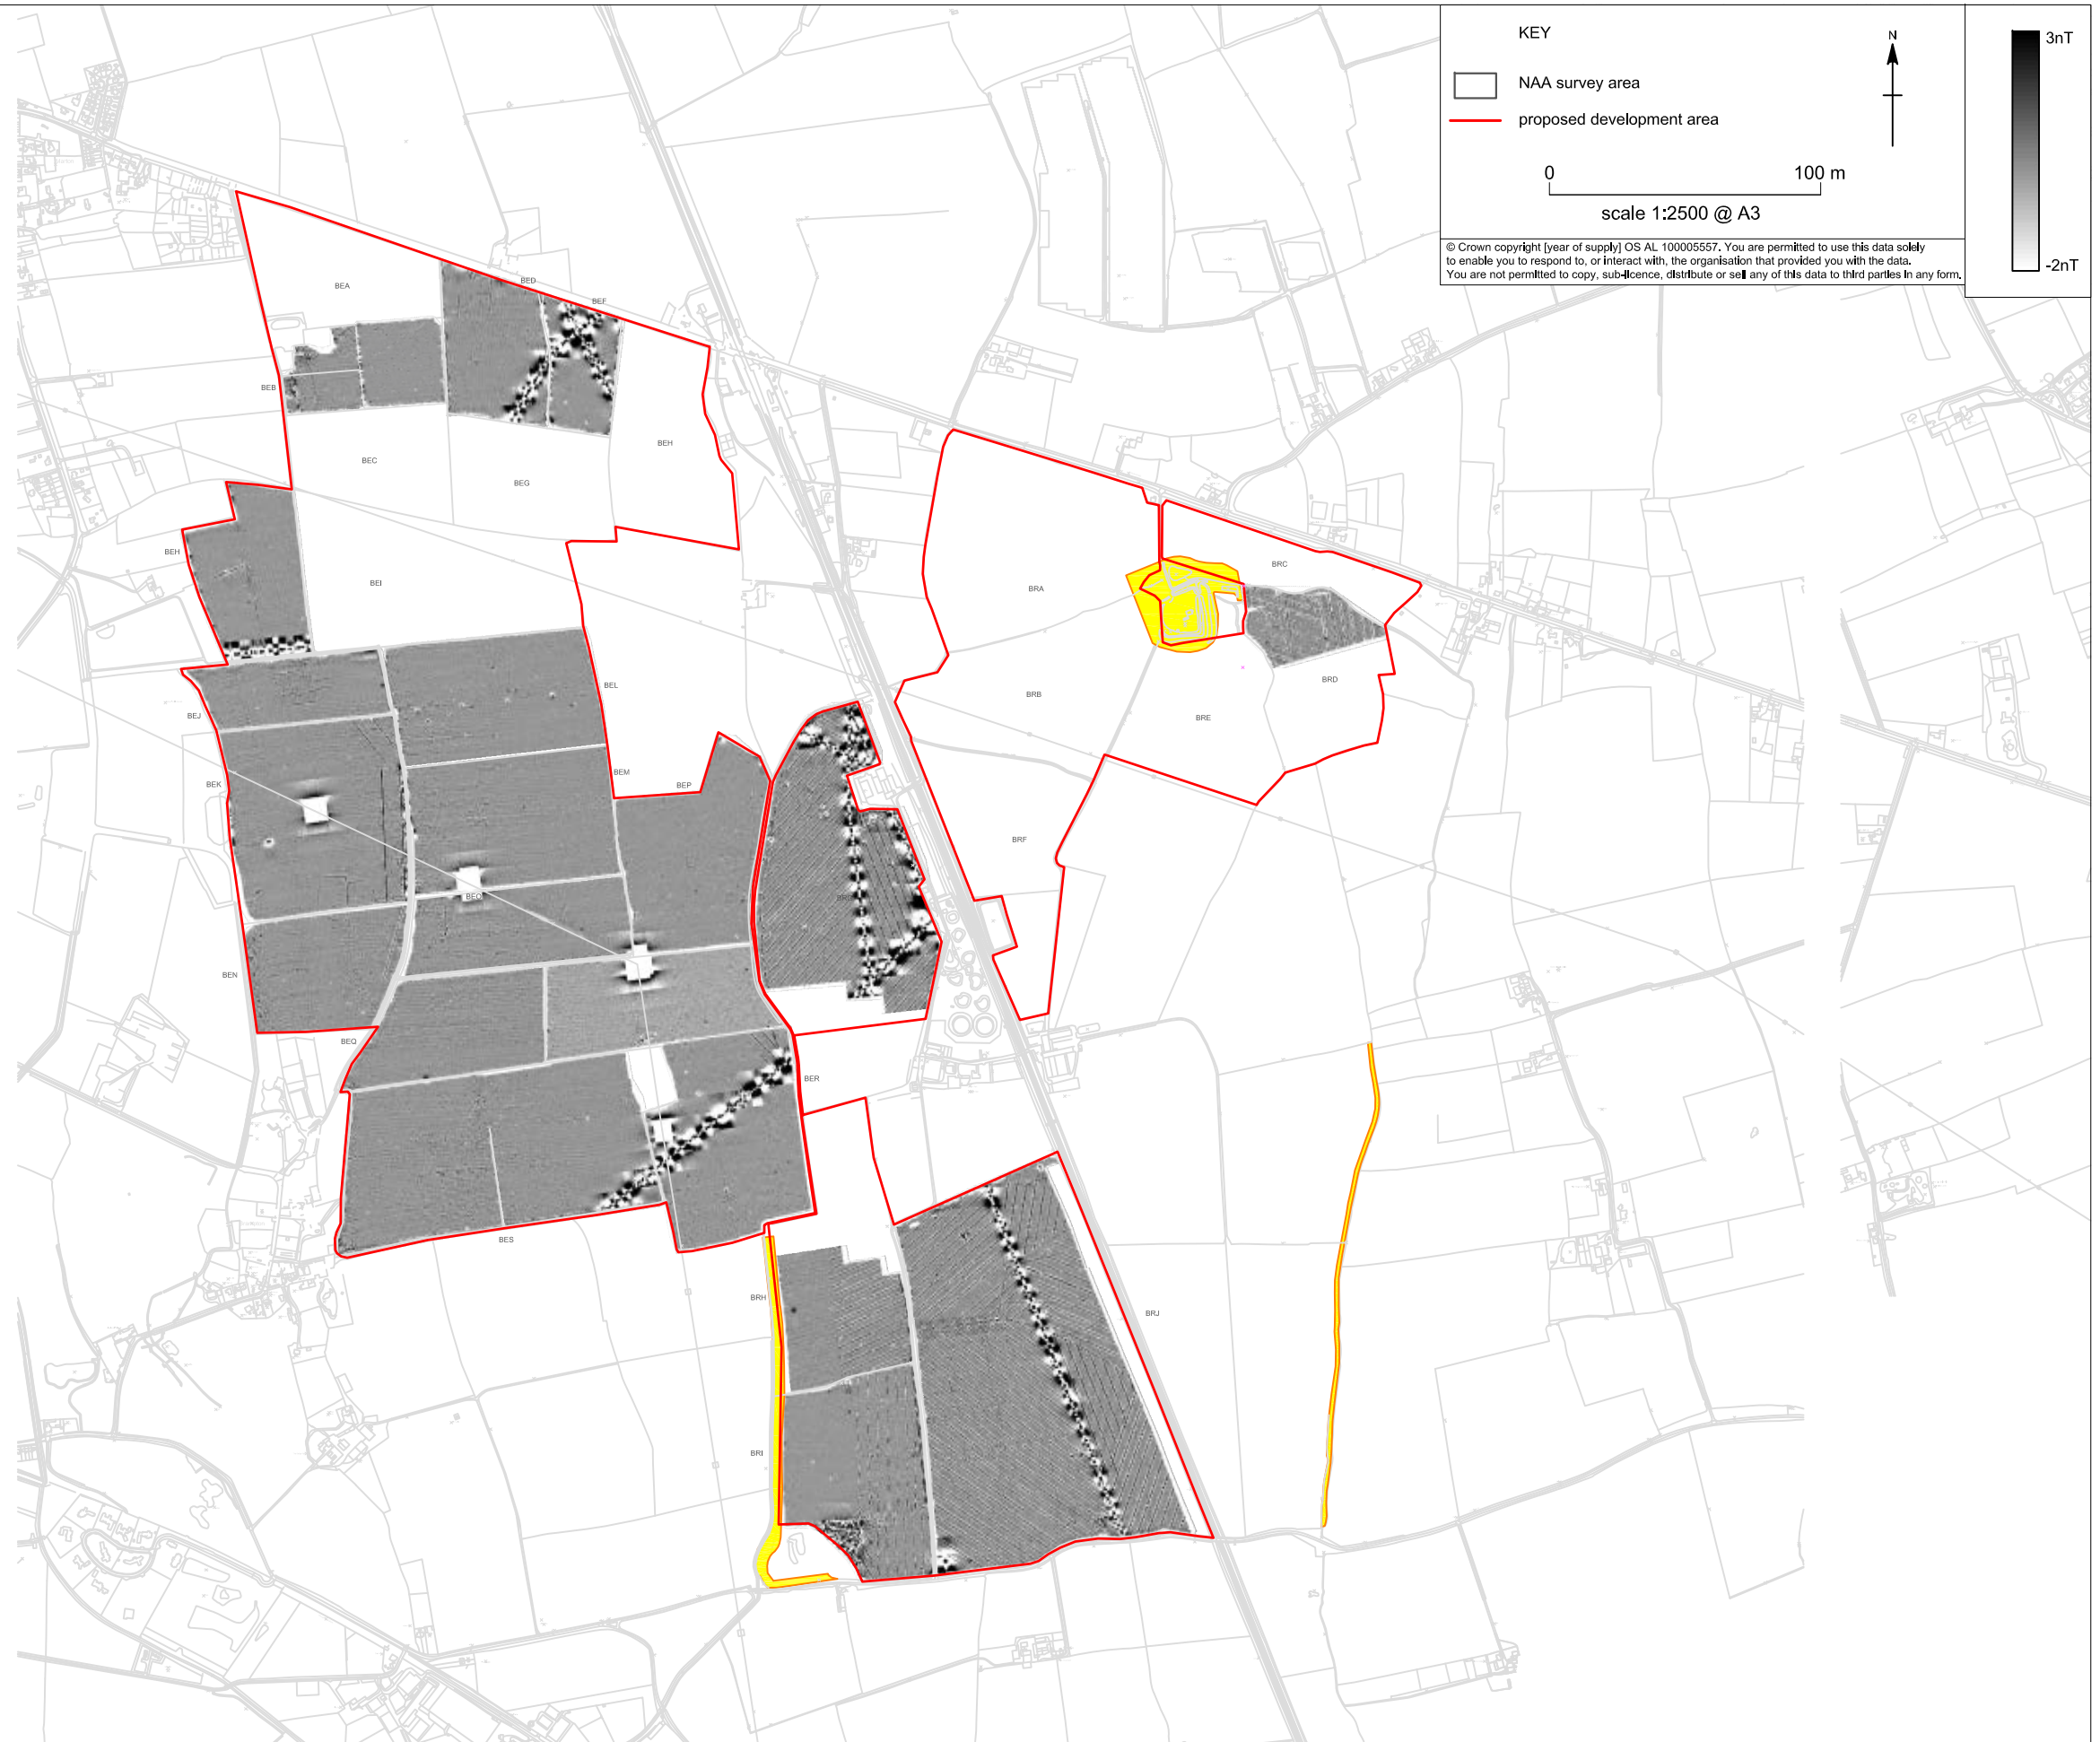 KEY
N
3nT
NAA survey area
proposed development area
0 100 m
scale 1:2500 @ A3
-2nT
© Crown copyright [year of supply] OS AL 100005557. You are permitted to use this data solely
to enable you to respond to, or interact with, the organisation that provided you with the data.
You are not permitted to copy, sub-licence, distribute or sell any of this data to third parties in any form.
BEA
BED
BEF
BEB
BEC
BEG
BEH
BEH
BEI
BRC
BRA
BRB
BRD
BRE
BEJ
BEL
BEK
BEM
BEP
BRF
BEO
BEN
BEQ
BER
BES
BRH
BRJ
BRI